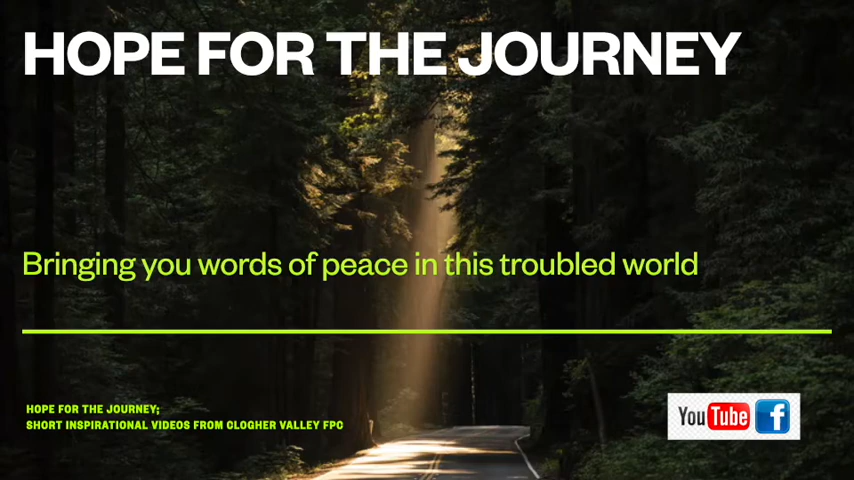 HOPE FOR THE JOURNEY
Bringing you words of peace in this troubled world
HOPE FOR THE JOURNEY;
SHORT INSPIRATIONAL VIDEOS FROM CLOGHER VALLEY FPC
YouTube f